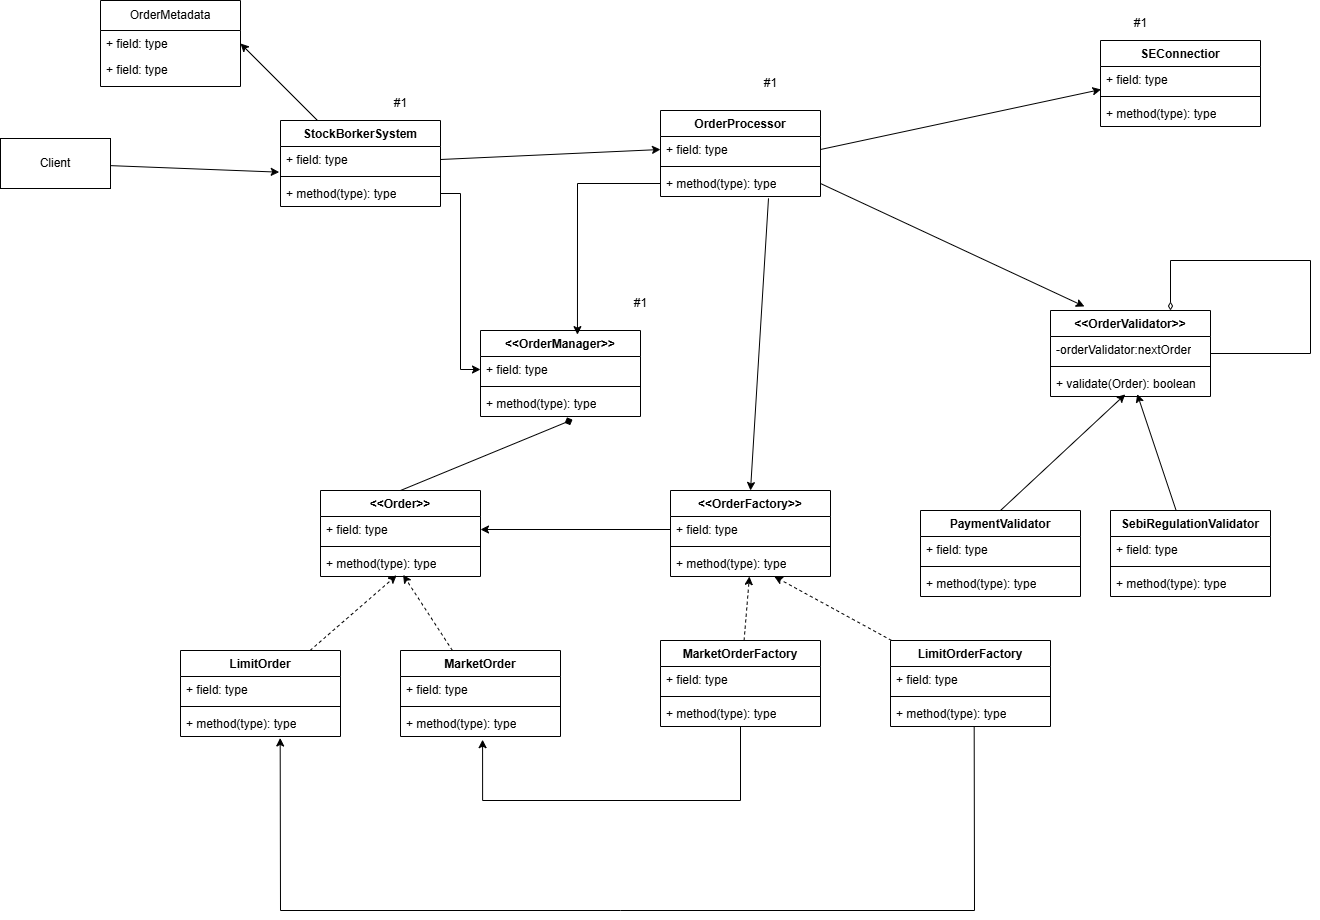 OrderMetadata
+ field: type
+ field: type
#1
SEConnectior
+ field: type
+ method(type): type
#1
StockBorkerSystem
+ field: type
+ method(type): type
#1
OrderProcessor
+ field: type
+ method(type): type
Client
#1
<<OrderManager>>
+ field: type
+ method(type): type
<<OrderValidator>>
-orderValidator:nextOrder
+ validate(Order): boolean
<<Order>>
+ field: type
+ method(type): type
<<OrderFactory>>
+ field: type
+ method(type): type
PaymentValidator
+ field: type
+ method(type): type
SebiRegulationValidator
+ field: type
+ method(type): type
LimitOrder
+ field: type
+ method(type): type
MarketOrder
+ field: type
+ method(type): type
MarketOrderFactory
+ field: type
+ method(type): type
LimitOrderFactory
+ field: type
+ method(type): type